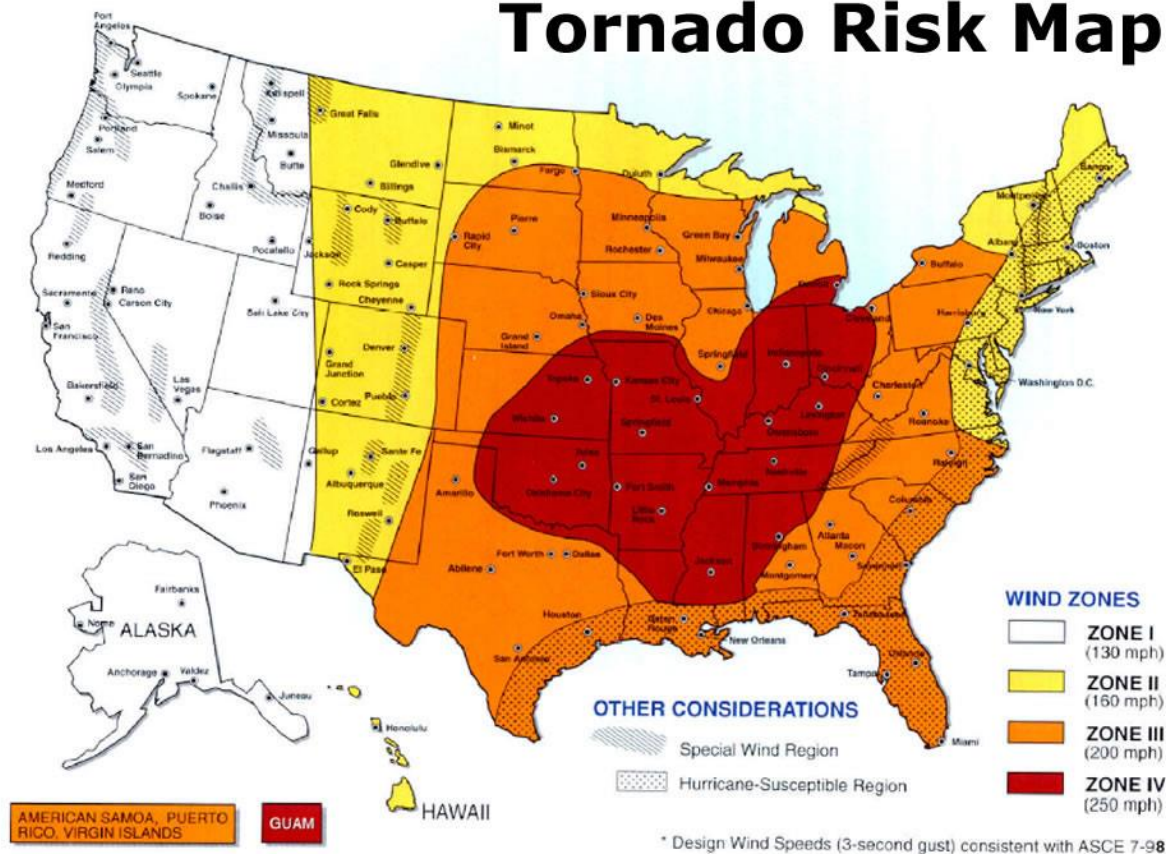 Tornado Risk Map
Port
Angeles
Seattle
Olympia
Spokane
Kalispell
Great Falls
Portland
Salem
Missoula
Butte
Glendive
Billings
Minot
Bismarck
Fargo
Duluth
Medford
Challis
Boise
Cody
Buffalo
Pierre
Rapid
City
Minneapolis
Rochester
Green Bay
Milwaukee
Bangor
Montpelier
Albany
Boston
Buffalo
Redding
Pocatello
Jackson
Casper
Rock Springs
Cheyenne
Sioux City
Omaha
Des
Moines
Chicago
Detroit
Cleveland
Harrisburg
New York
Sacramento
Reno
Carson City
San
Francisco
Salt Lake City
Grand
Island
Denver
Grand
Junction
Pueblo
Cortez
Topeka
Kansas City
Springfield
Indianapolis
Cincinnati
Charleston
Washington D.C.
Bakersfield
Las
Vegas
Wichita
St. Louis
Springfield
Lexington
Owensboro
Roanoke
Los Angeles
San
Bernadino
San
Diego
Flagstaff
Phoenix
Gallup
Sante Fe
Albuquerque
Roswell
El Paso
Amarillo
Tulsa
Oklahoma City
Fort Smith
Little
Rock
Memphis
Nashville
Raleigh
Columbia
Atlanta
Macon
Savannah
Birmingham
Montgomery
Jackson
Fort Worth
Dallas
Abilene
Houston
San Antonio
Baton
Rouge
New Orleans
Tallahassee
Orlando
Tampa
Miami
Fairbanks
Nome
ALASKA
Anchorage
Valdez
Juneau
Honolulu
HAWAII
AMERICAN SAMOA, PUERTO
RICO, VIRGIN ISLANDS
GUAM
OTHER CONSIDERATIONS
Special Wind Region
Hurricane-Susceptible Region
WIND ZONES
ZONE I
(130 mph)
ZONE II
(160 mph)
ZONE III
(200 mph)
ZONE IV
(250 mph)
* Design Wind Speeds (3-second gust) consistent with ASCE 7-98